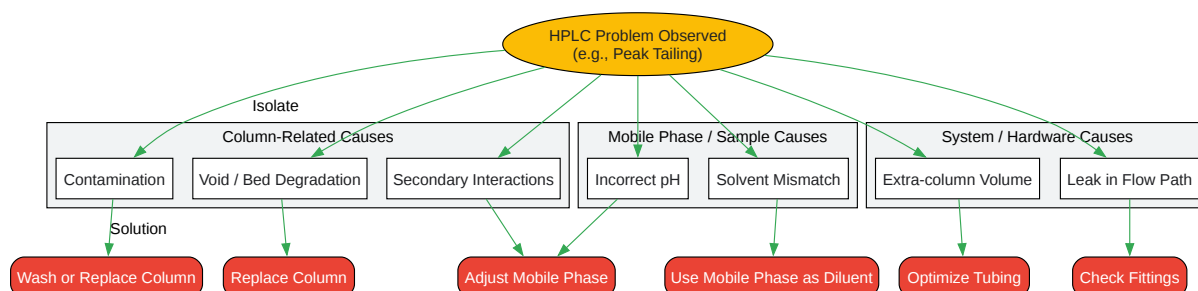 HPLC Problem Observed
(e.g., Peak Tailing)
Isolate
Column-Related Causes
Mobile Phase / Sample Causes
System / Hardware Causes
Contamination
Void / Bed Degradation
Secondary Interactions
Incorrect pH
Solvent Mismatch
Extra-column Volume
Leak in Flow Path
Solution
Wash or Replace Column
Replace Column
Adjust Mobile Phase
Use Mobile Phase as Diluent
Optimize Tubing
Check Fittings